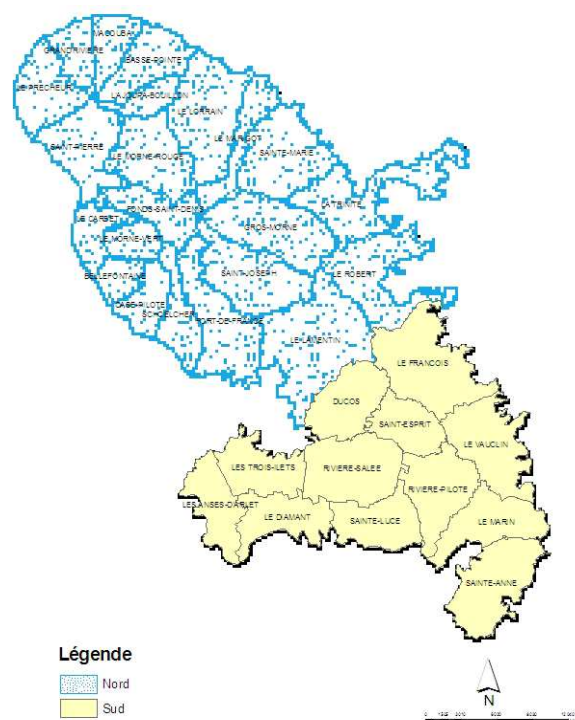 MACOUBA
GRAND-RIVIERE
BASSE-POINTE
LE PRECHEUR
L'AJOUPA-BOUILLON
LE LORRAIN
LE MARIGOT
SAINT-PIERRE
SAINTE-MARIE
LE MORNE-ROUGE
LA TRINITE
FONDS-SAINT-DENIS
LE CARBET
GROS-MORNE
LE MORNE-VERT
BELLEFONTAINE
SAINT-JOSEPH
LE ROBERT
CASE-PILOTE
SCHOELCHER
FORT-DE-FRANCE
LE LAMENTIN
LE FRANCOIS
DUCOS
SAINT-ESPRIT
LE VAUCLIN
LES TROIS-ILETS
RIVIERE-SALEE
RIVIERE-PILOTE
LES ANSES-D'ARLET
LE DIAMANT
SAINTE-LUCE
LE MARIN
SAINTE-ANNE
Légende
Nord
Sud
N